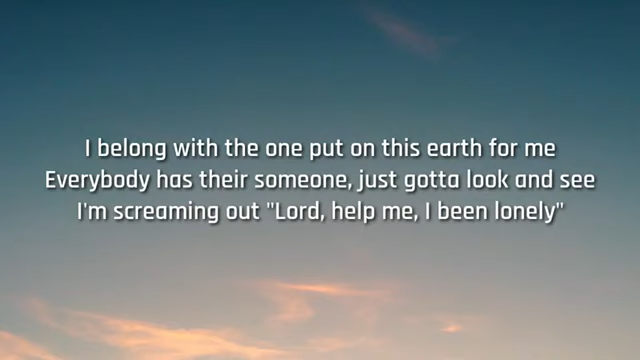 I belong with the one put on this earth for me
Everybody has their someone, just gotta look and see
I'm screaming out "Lord, help me, I been lonely"